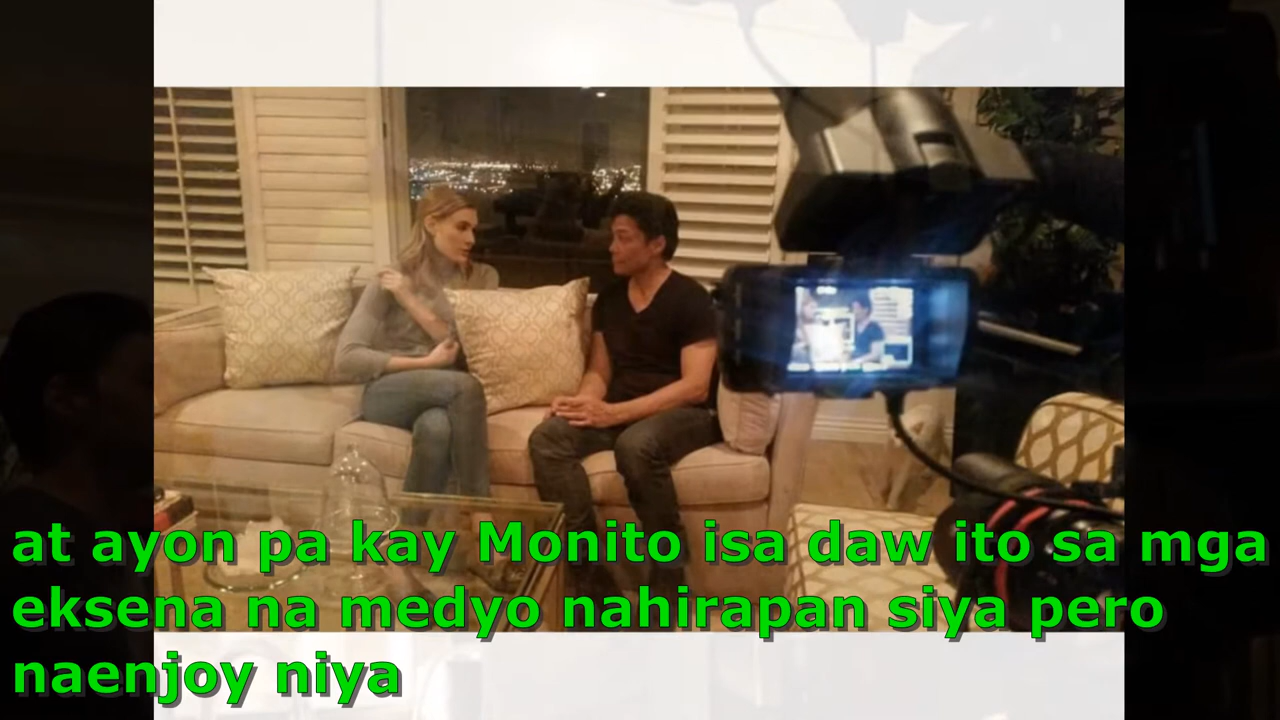 at ayon pa kay Monito isa daw ito sa mga
eksena na medyo nahirapan siya pero
naenjoy niya